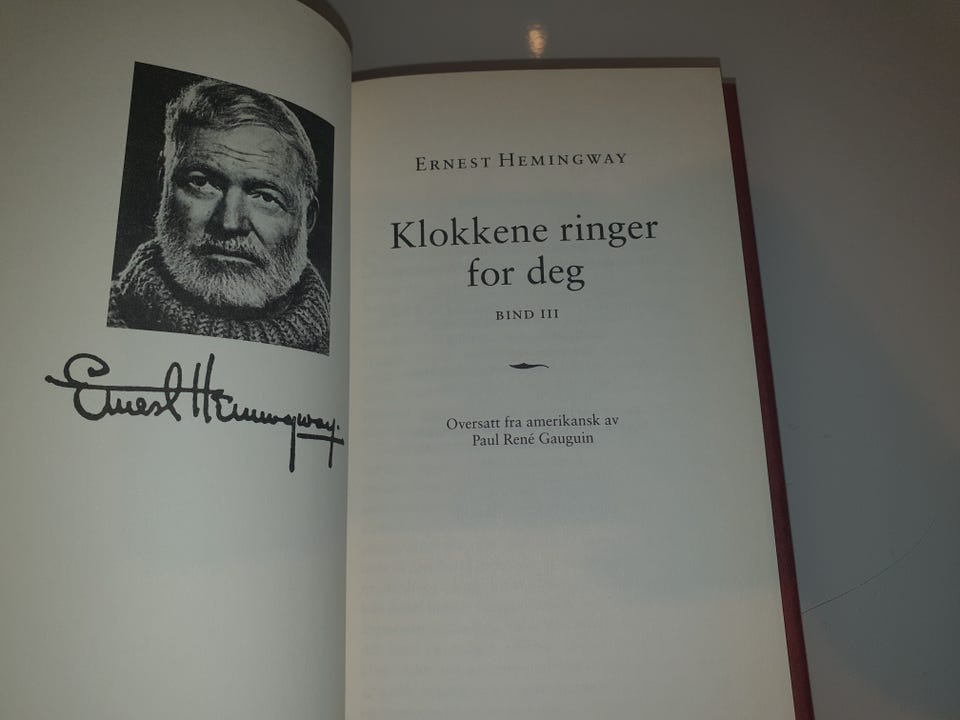 Ernest Hemingway.
ERNEST HEMINGWAY
Klokkene ringer
for deg
BIND III
Oversatt fra amerikansk av
Paul René Gauguin